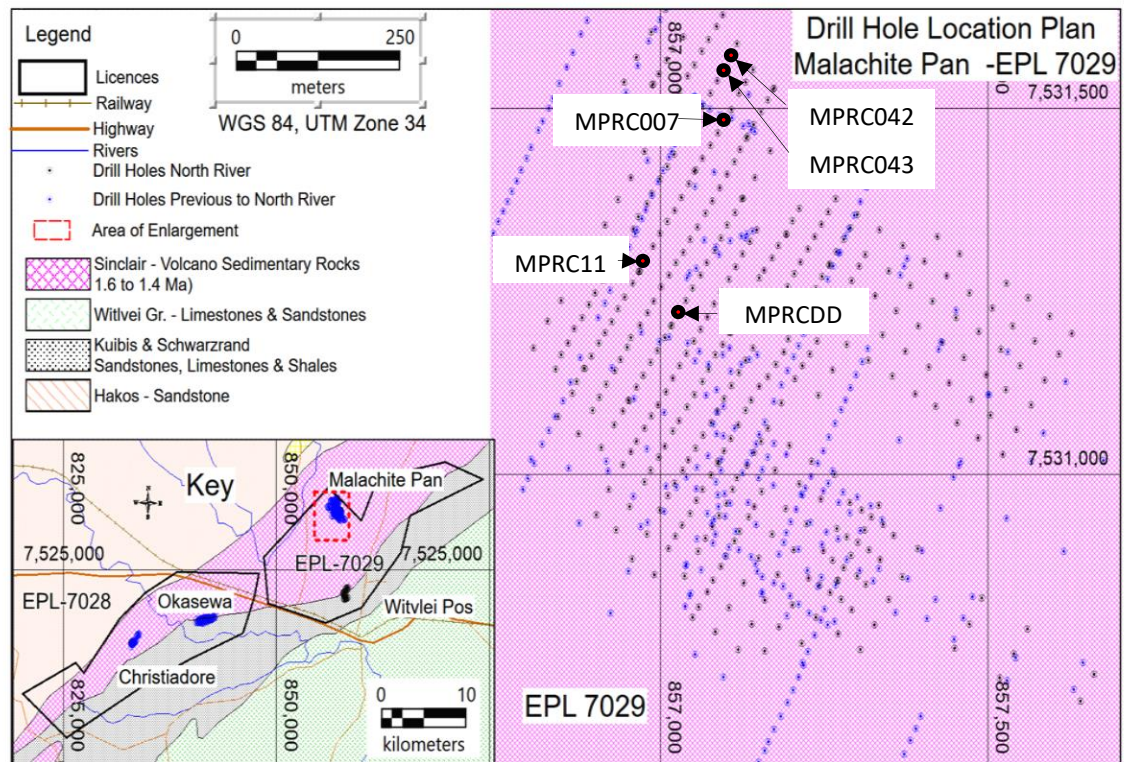 Legend
Licences
Railway
Highway
Rivers
Drill Holes North River
Drill Holes Previous to North River
Area of Enlargement
Sinclair - Volcano Sedimentary Rocks
1.6 to 1.4 Ma)
Witlvei Gr. - Limestones & Sandstones
Kuibis & Schwarzrand
Sandstones, Limestones & Shales
Hakos - Sandstone
0 250
meters
WGS 84, UTM Zone 34
Drill Hole Location Plan
Malachite Pan -EPL 7029
857,000
7,531,500
MPRC007
MPRC042
MPRC043
MPRC11
MPRCDD
7,531,000
EPL 7029
857,000
857,500
Key
825,000
850,000
Malachite Pan
7,525,000
7,525,000
EPL-7029
EPL-7028
Okasewa
Witvlei Pos
Christiadore
825,000
850,000
0 10
kilometers